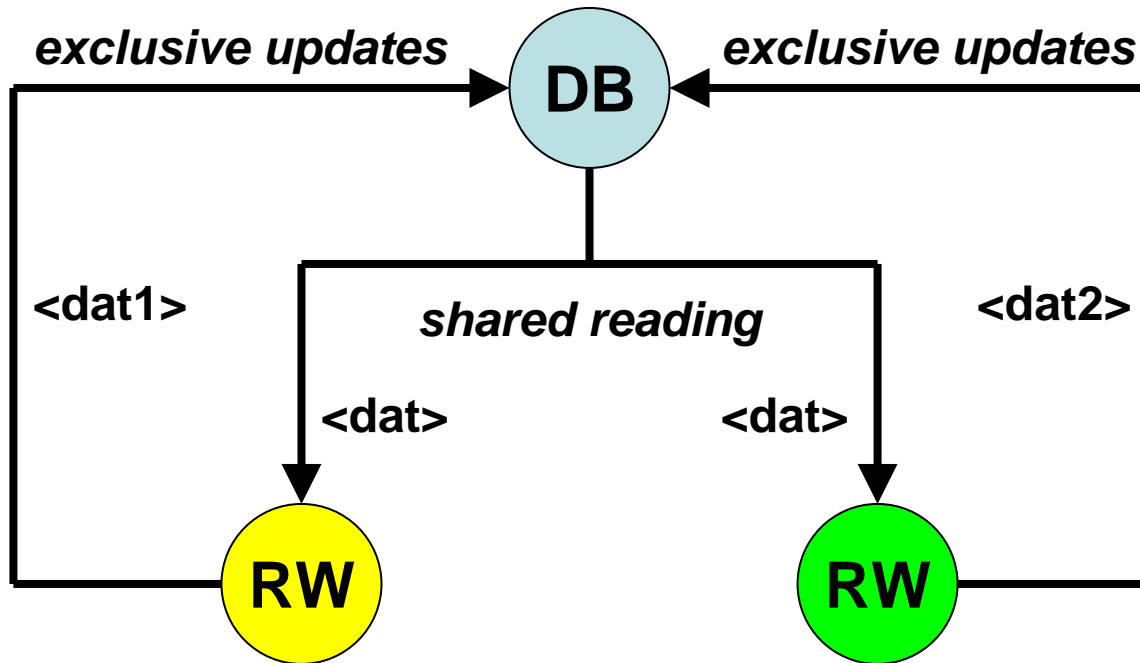 exclusive updates
exclusive updates
DB
<dat1>
shared reading
<dat2>
<dat>
<dat>
RW
RW